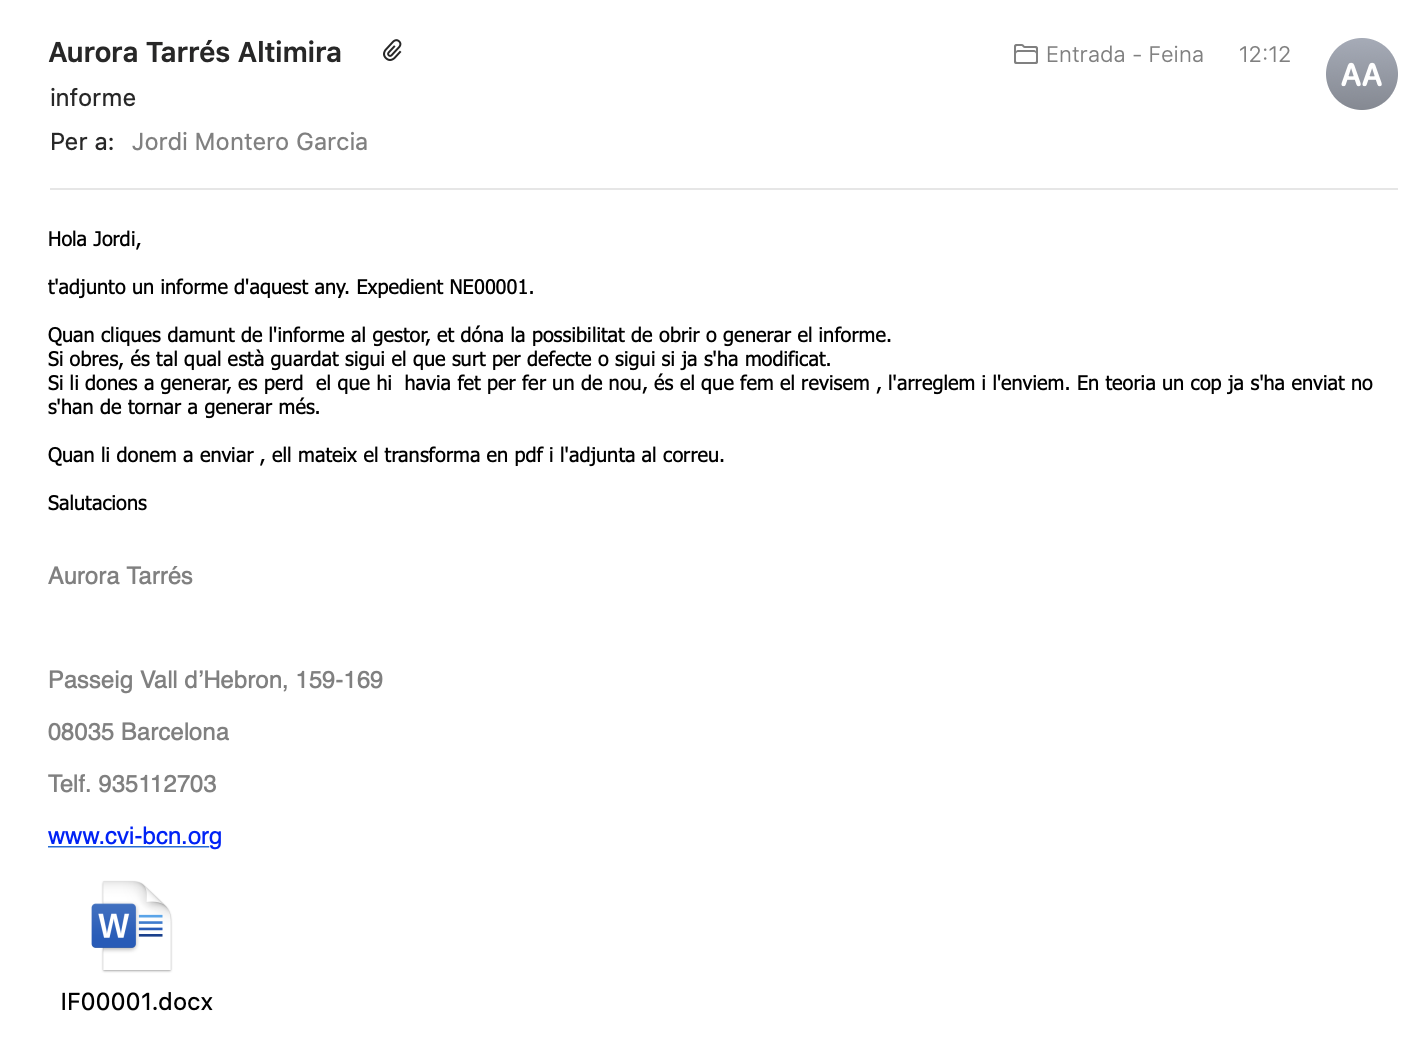 Aurora Tarrés Altimira
Entrada - Feina 12:12
AA
informe
Per a: Jordi Montero Garcia
Hola Jordi,
t'adjunto un informe d'aquest any. Expedient NE00001.
Quan cliques damunt de l'informe al gestor, et dóna la possibilitat de obrir o generar el informe.
Si obres, és tal qual està guardat sigui el que surt per defecte o sigui si ja s'ha modificat.
Si li dones a generar, es perd  el que hi  havia fet per fer un de nou, és el que fem el revisem , l'arreglem i l'enviem. En teoria un cop ja s'ha enviat no
s'han de tornar a generar més.
Quan li donem a enviar , ell mateix el transforma en pdf i l'adjunta al correu.
Salutacions
Aurora Tarrés
Passeig Vall d’Hebron, 159-169
08035 Barcelona
Telf. 935112703
www.cvi-bcn.org
W
IF00001.docx